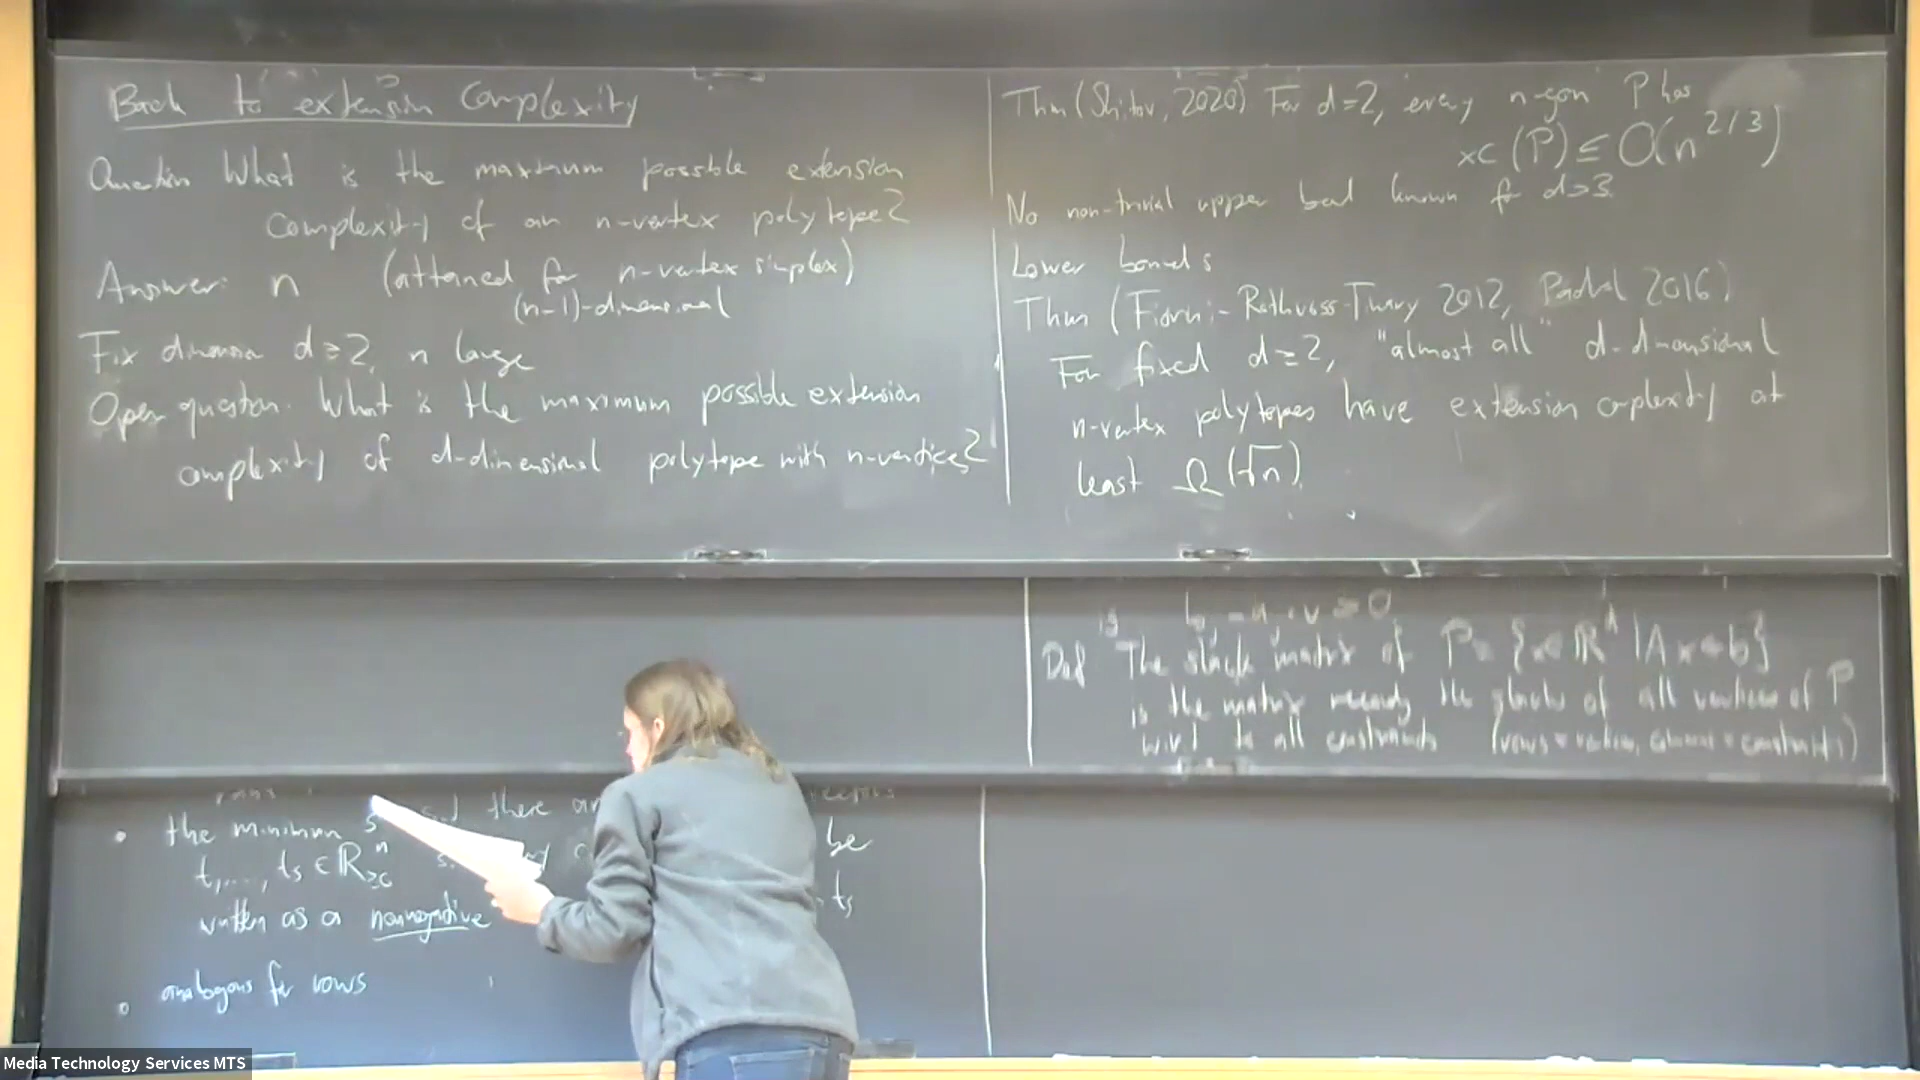 Back to extension complexity
Question What is the maximum possible extension
complexity of an n-vertex polytope?
Answer: n (attained for n-vertex simplex)
(n-1)-dimensional
Fix dimension d≥2, n large
Open question. What is the maximum possible extension
complexity of d-dimensional polytope with n-vertices?
Thm (Shitov, 2020) For d=2, every n-gon P has
xc(P) ≤ O(n^{2/3})
No non-trivial upper bound known for d≥3.
Lower bounds
Thm (Fiorini-Rothvoss-Tiwary 2012, Padrol 2016)
For fixed d≥2, "almost all" d-dimensional
n-vertex polytopes have extension complexity at
least Ω(√n).
is
Def The slack matrix of P = {x∈ℝ^d | Ax≤b}
is the matrix the slacks of all vertices of P
w.r.t. to all constraints (rows = vertices, columns = constraints)
• the minimum s s.t there be
t₁,..., ts ∈ ℝ^n_{≥0} ts
written as a nonnegative
• analogous for rows
Media Technology Services MTS